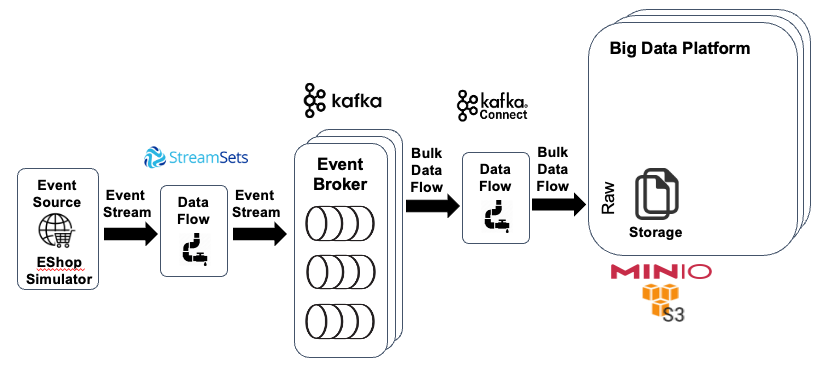 Big Data Platform
kafka
kafka®
Connect
StreamSets
Event
Source
EShop
Simulator
Event
Stream
Data
Flow
Event
Stream
Event
Broker
Bulk
Data
Flow
Data
Flow
Bulk
Data
Flow
Raw
Storage
MINIO
S3